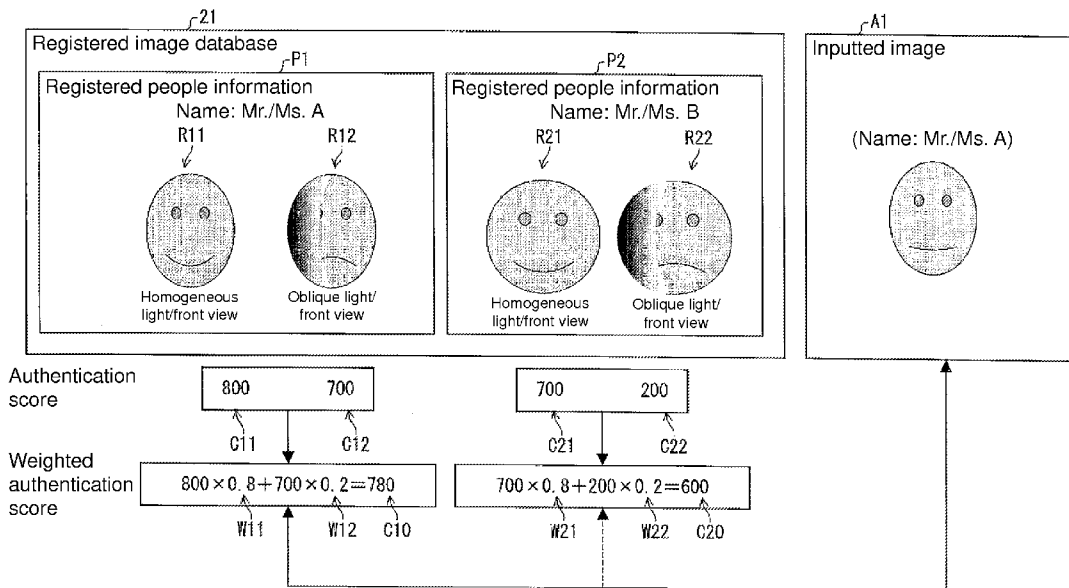 21
Registered image database
P1
Registered people information
Name: Mr./Ms. A
R11
R12
Homogeneous
light/front view
Oblique light/
front view
P2
Registered people information
Name: Mr./Ms. B
R21
R22
Homogeneous
light/front view
Oblique light/
front view
A1
Inputted image
(Name: Mr./Ms. A)
Authentication
score
800 700
C11 C12
700 200
C21 C22
Weighted
authentication
score
800×0.8+700×0.2=780
W11 W12 C10
700×0.8+200×0.2=600
W21 W22 C20